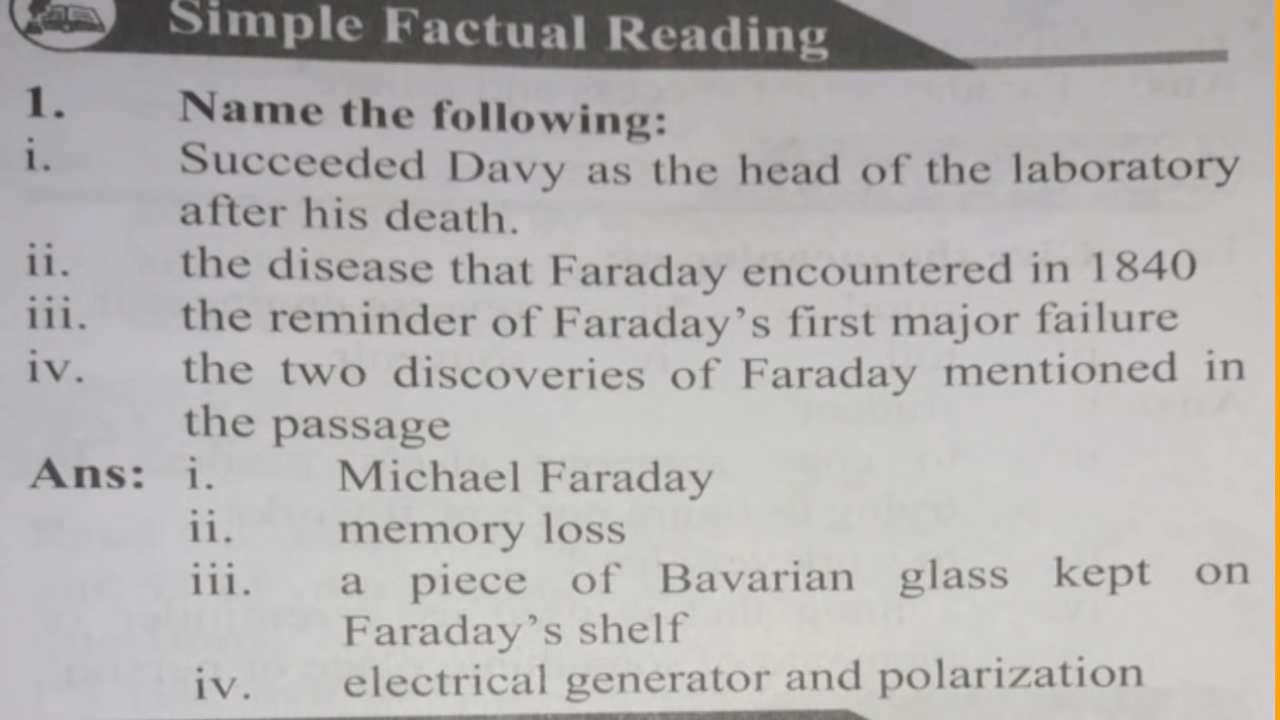 Simple Factual Reading
1. Name the following:
i. Succeeded Davy as the head of the laboratory
after his death.
ii. the disease that Faraday encountered in 1840
iii. the reminder of Faraday's first major failure
iv. the two discoveries of Faraday mentioned in
the passage
Ans: i. Michael Faraday
ii. memory loss
iii. a piece of Bavarian glass kept on
Faraday's shelf
iv. electrical generator and polarization